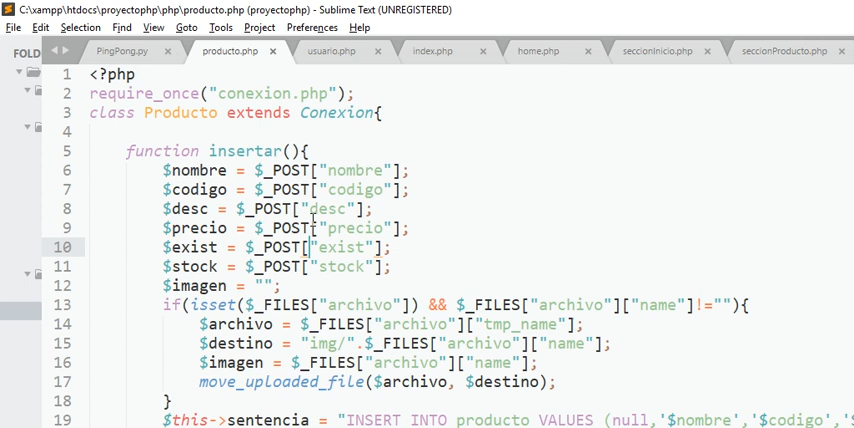 C:\xampp\htdocs\proyectophp\php\producto.php (proyectophp) - Sublime Text (UNREGISTERED)
File Edit Selection Find View Goto Tools Project Preferences Help
FOLD PingPong.py × producto.php × usuario.php × index.php × home.php × seccionInicio.php × seccionProducto.php ×
1 <?php
2 require_once("conexion.php");
3 class Producto extends Conexion{
4
5 function insertar(){
6 $nombre = $_POST["nombre"];
7 $codigo = $_POST["codigo"];
8 $desc = $_POST["desc"];
9 $precio = $_POST["precio"];
10 $exist = $_POST["exist"];
11 $stock = $_POST["stock"];
12 $imagen = "";
13 if(isset($_FILES["archivo"]) && $_FILES["archivo"]["name"]!=""){
14 $archivo = $_FILES["archivo"]["tmp_name"];
15 $destino = "img/".$_FILES["archivo"]["name"];
16 $imagen = $_FILES["archivo"]["name"];
17 move_uploaded_file($archivo, $destino);
18 }
19 $this->sentencia = "INSERT INTO producto VALUES (null,'$nombre','$codigo','$